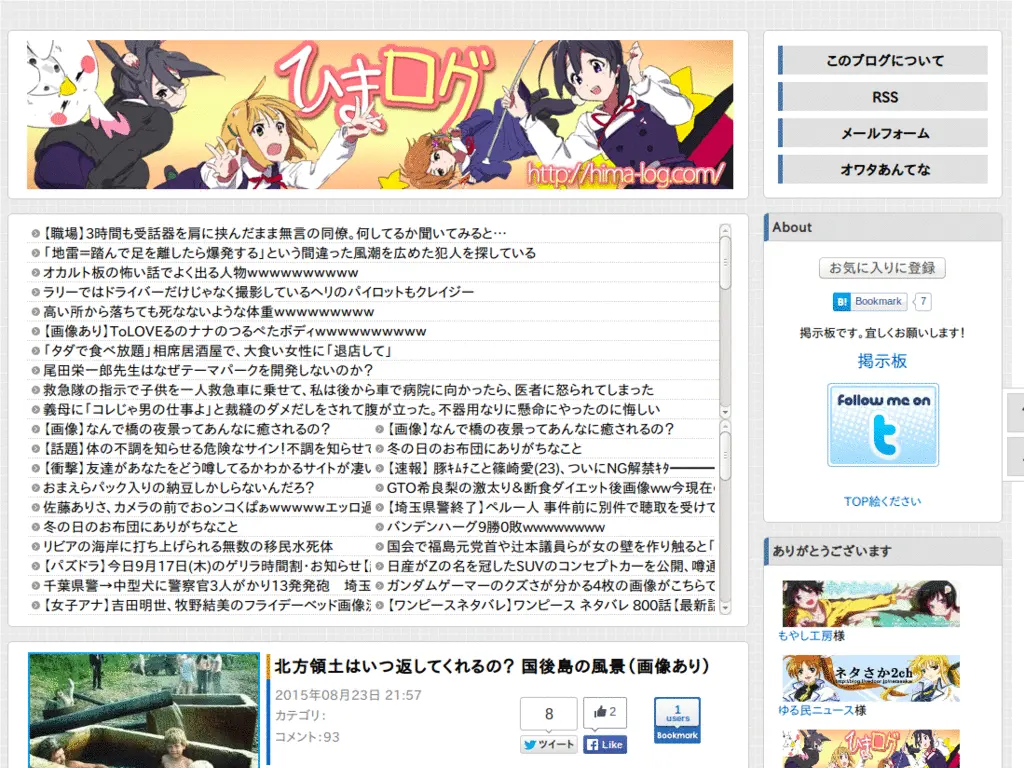 ひまログ
http://hima-log.com/
このブログについて
RSS
メールフォーム
オワタあんてな
【職場】3時間も受話器を肩に挟んだまま無言の同僚。何してるか聞いてみると…
「地雷=踏んで足を離したら爆発する」という間違った風潮を広めた犯人を探している
オカルト板の怖い話でよく出る人物wwwwwwwwww
ラリーではドライバーだけじゃなく撮影しているヘリのパイロットもクレイジー
高い所から落ちても死なないような体重wwwwwwwww
【画像あり】ToLOVEるのナナのつるぺたボディwwwwwwwwww
「タダで食べ放題」相席居酒屋で、大食い女性に「退店して」
尾田栄一郎先生はなぜテーマパークを開発しないのか?
救急隊の指示で子供を一人救急車に乗せて、私は後から車で病院に向かったら、医者に怒られてしまった
義母に「コレじゃ男の仕事よ」と裁縫のダメだしをされて腹が立った。不器用なりに懸命にやったのに悔しい
【画像】なんで橋の夜景ってあんなに癒されるの?
【画像】なんで橋の夜景ってあんなに癒されるの?
【話題】体の不調を知らせる危険なサイン!不調を知らせて
冬の日のお布団にありがちなこと
【衝撃】友達があなたをどう噂してるかわかるサイトが凄い
【速報】 豚ｷﾑﾁこと篠崎愛(23)、ついにNG解禁ｷﾀ━━━━
おまえらパック入りの納豆しかしらないんだろ?
GTO希良梨の激太り&断食ダイエット後画像ww今現在の
佐藤ありさ、カメラの前でおoンコくぱぁwwwwwエッロ過
【埼玉県警終了】ペルー人 事件前に別件で聴取を受けて
冬の日のお布団にありがちなこと
バンデンハーグ9勝0敗wwwwwwww
リビアの海岸に打ち上げられる無数の移民水死体
国会で福島元党首や辻本議員らが女の壁を作り触ると「
【パズドラ】今日9月17日(木)のゲリラ時間割・お知らせ【
日産がZの名を冠したSUVのコンセプトカーを公開、噂通
千葉県警→中型犬に警察官3人がかり13発発砲 埼玉
ガンダムゲーマーのクズさが分かる4枚の画像がこちらで
【女子アナ】吉田明世、牧野結美のフライデーベッド画像流
【ワンピースネタバレ】ワンピース ネタバレ 800話【最新話
About
お気に入りに登録
B! Bookmark 7
掲示板です。宜しくお願いします!
掲示板
Follow me on
t
TOP絵ください
ありがとうございます
もやし工房様
ネタさか2ch
ゆる民ニュース様
ひまログ
北方領土はいつ返してくれるの? 国後島の風景(画像あり)
2015年08月23日 21:57
カテゴリ:
コメント:93
8
ツイート
2
Like
1
users
Bookmark